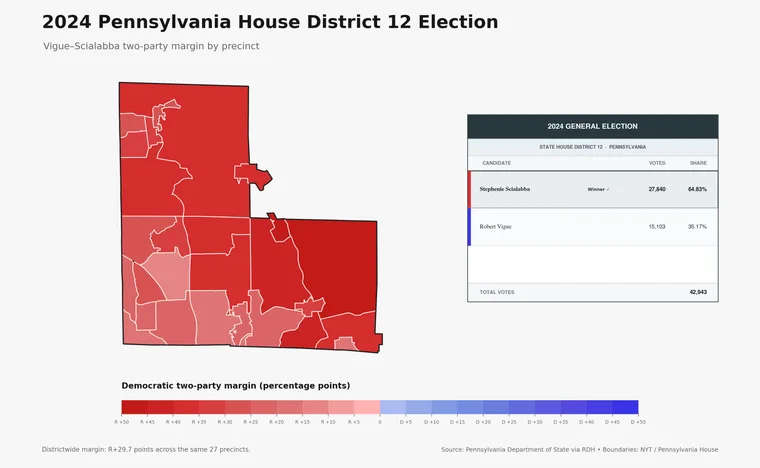 2024 Pennsylvania House District 12 Election
Vigue–Scialabba two-party margin by precinct
2024 GENERAL ELECTION
STATE HOUSE DISTRICT 12 · PENNSYLVANIA
CANDIDATE VOTES SHARE
Stephenie Scialabba Winner ✓ 27,840 64.83%
Robert Vigue 15,103 35.17%
TOTAL VOTES 42,943
Democratic two-party margin (percentage points)
R +50 R +45 R +40 R +35 R +30 R +25 R +20 R +15 R +10 R +5 0 D +5 D +10 D +15 D +20 D +25 D +30 D +35 D +40 D +45 D +50
Districtwide margin: R+29.7 points across the same 27 precincts.
Source: Pennsylvania Department of State via RDH • Boundaries: NYT / Pennsylvania House